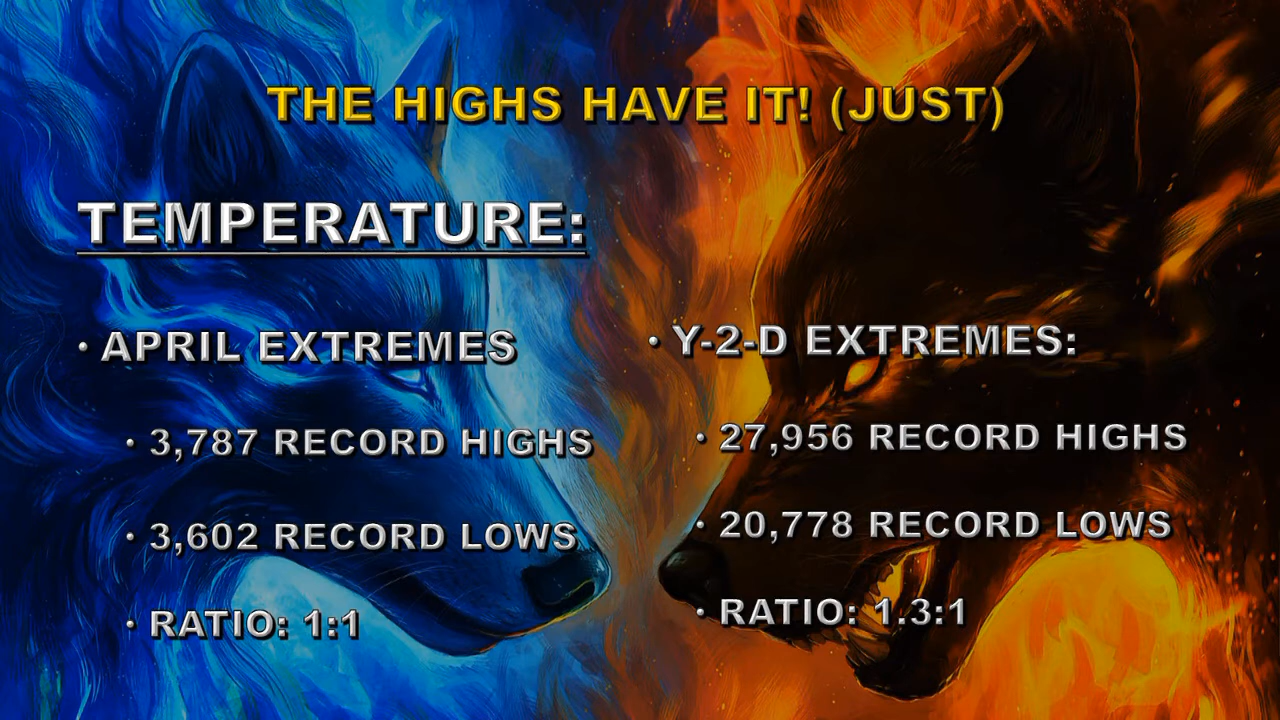 THE HIGHS HAVE IT! (JUST)
TEMPERATURE:
• APRIL EXTREMES
• 3,787 RECORD HIGHS
• 3,602 RECORD LOWS
• RATIO: 1:1
• Y-2-D EXTREMES:
• 27,956 RECORD HIGHS
• 20,778 RECORD LOWS
• RATIO: 1.3:1